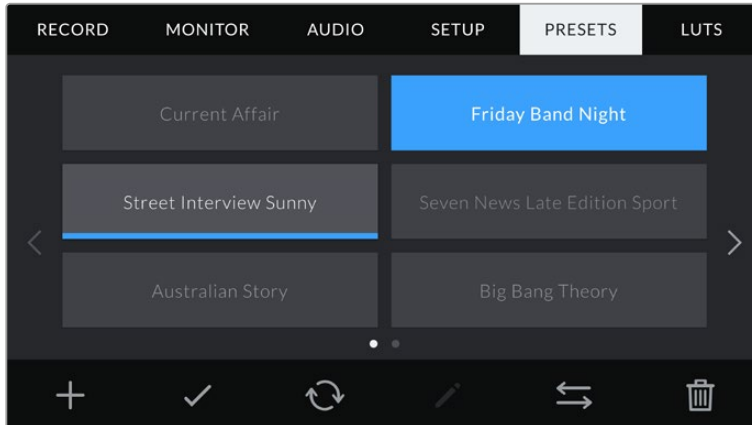 RECORD MONITOR AUDIO SETUP PRESETS LUTS
Current Affair Friday Band Night
Street Interview Sunny Seven News Late Edition Sport
Australian Story Big Bang Theory